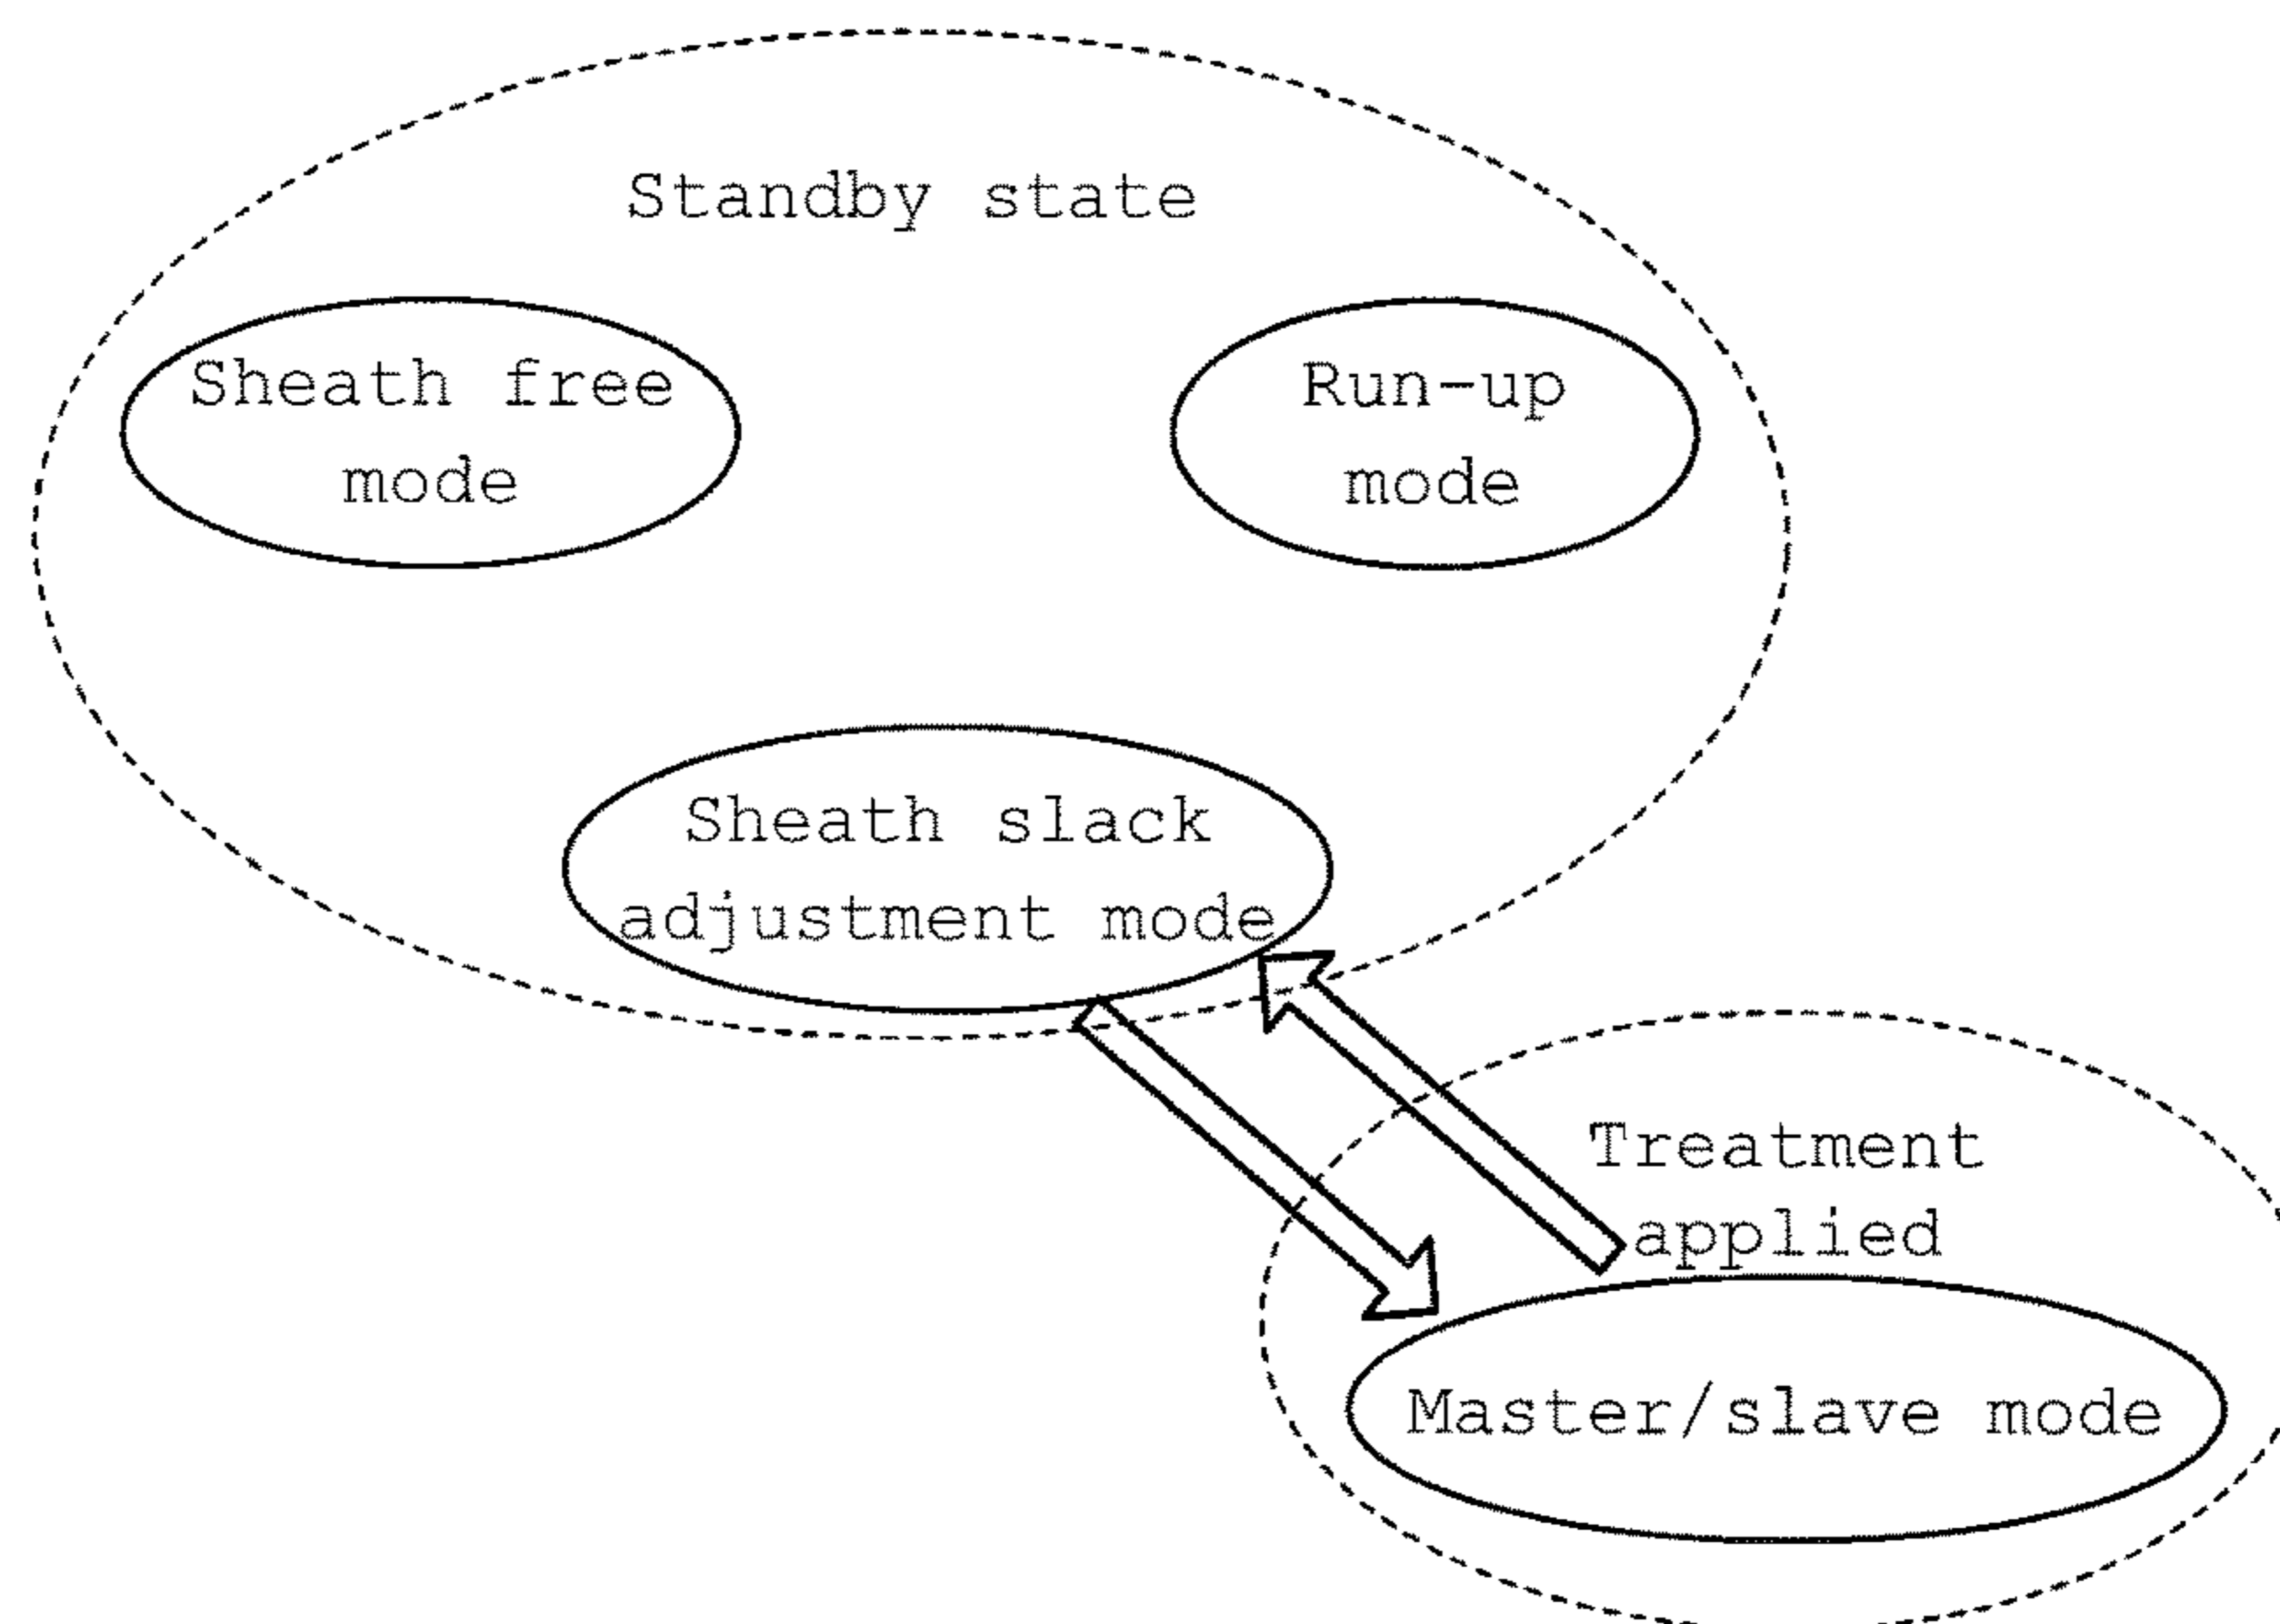 Standby state
Sheath free
mode
Run-up
mode
Sheath slack
adjustment mode
Treatment
applied
Master/slave mode